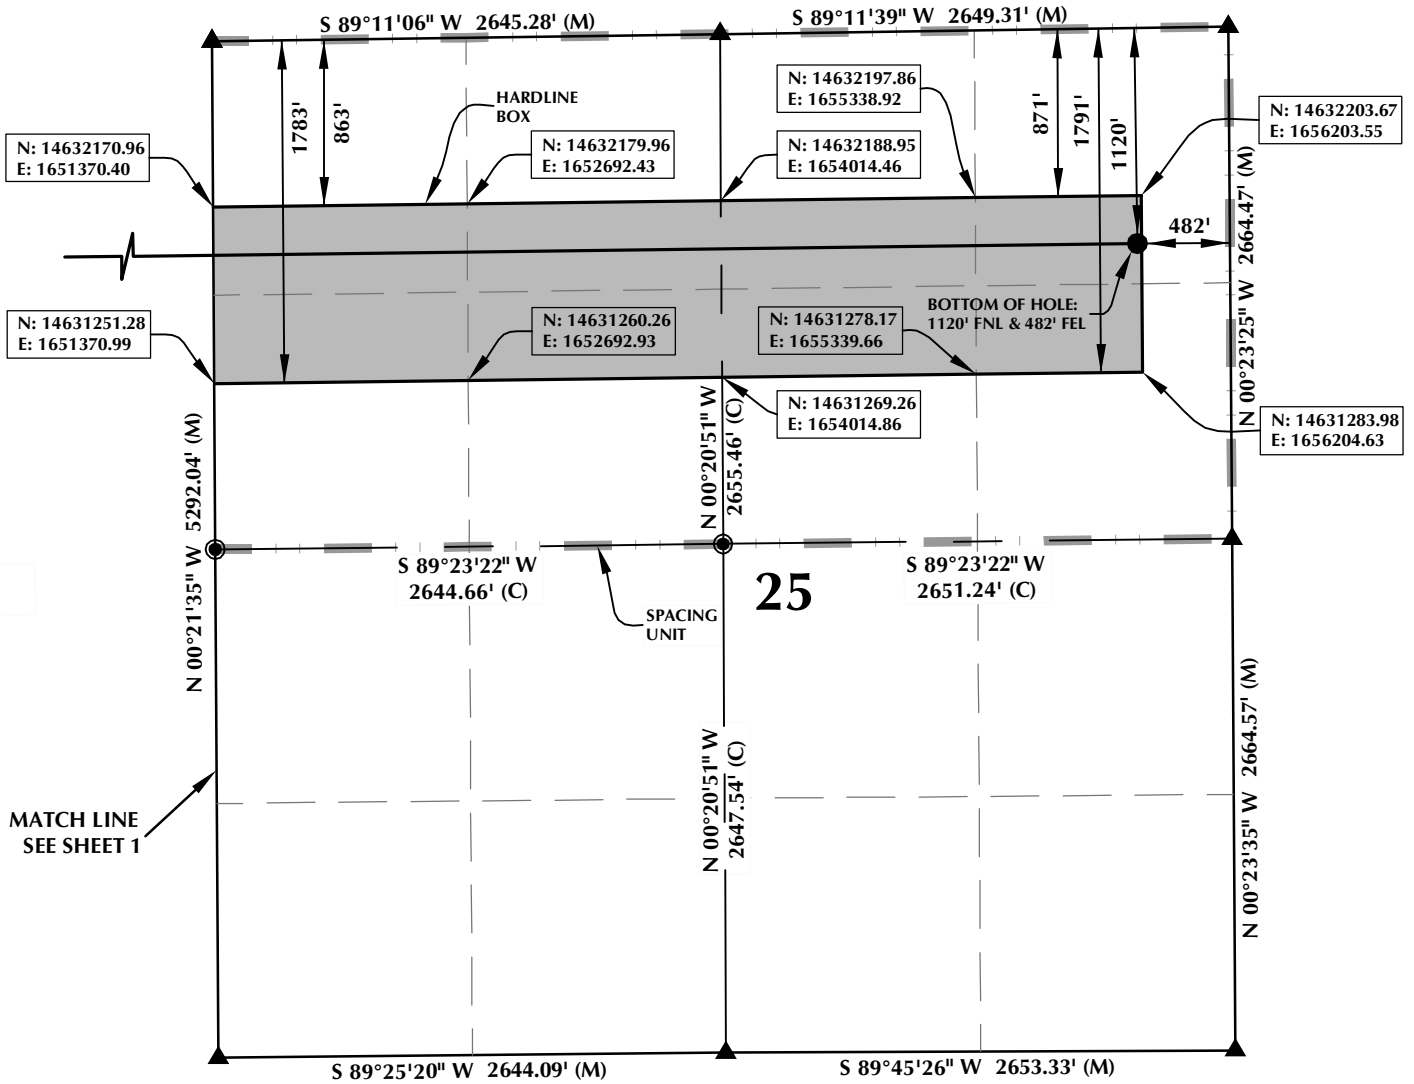 S 89°11'06" W 2645.28' (M)
S 89°11'39" W 2649.31' (M)
1783'
863'
HARDLINE
BOX
N: 14632197.86
E: 1655338.92
871'
1791'
1120'
N: 14632203.67
E: 1656203.55
N: 14632170.96
E: 1651370.40
N: 14632179.96
E: 1652692.43
N: 14632188.95
E: 1654014.46
N 00°23'25" W 2664.47' (M)
482'
BOTTOM OF HOLE:
1120' FNL & 482' FEL
N: 14631251.28
E: 1651370.99
N: 14631260.26
E: 1652692.93
N: 14631278.17
E: 1655339.66
N: 14631269.26
E: 1654014.86
N: 14631283.98
E: 1656204.63
N 00°21'35" W 5292.04' (M)
N 00°20'51" W
2655.46' (C)
S 89°23'22" W
2644.66' (C)
S 89°23'22" W
2651.24' (C)
25
SPACING
UNIT
N 00°20'51" W
2647.54' (C)
N 00°23'35" W 2664.57' (M)
MATCH LINE
SEE SHEET 1
S 89°25'20" W 2644.09' (M)
S 89°45'26" W 2653.33' (M)